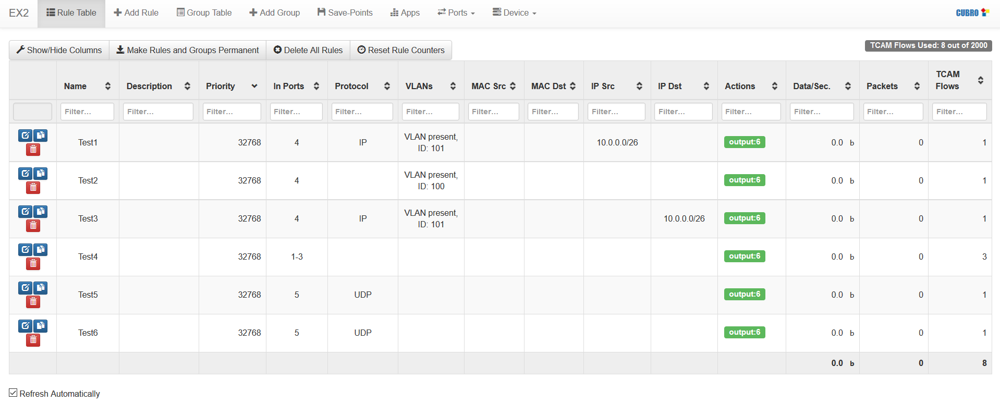 EX2 Rule Table Add Rule Group Table Add Group Save-Points Apps Ports Device CUBRO
Show/Hide Columns Make Rules and Groups Permanent Delete All Rules Reset Rule Counters TCAM Flows Used: 8 out of 2000
Name Description Priority In Ports Protocol VLANs MAC Src MAC Dst IP Src IP Dst Actions Data/Sec. Packets TCAM Flows
Filter... Filter... Filter... Filter... Filter... Filter... Filter... Filter... Filter... Filter... Filter... Filter... Filter... Filter...
Test1 32768 4 IP VLAN present, ID: 101 10.0.0.0/26 output:6 0.0 b 0 1
Test2 32768 4 VLAN present, ID: 100 output:6 0.0 b 0 1
Test3 32768 4 IP VLAN present, ID: 101 10.0.0.0/26 output:6 0.0 b 0 1
Test4 32768 1-3 output:6 0.0 b 0 3
Test5 32768 5 UDP output:6 0.0 b 0 1
Test6 32768 5 UDP output:6 0.0 b 0 1
0.0 b 0 8
Refresh Automatically